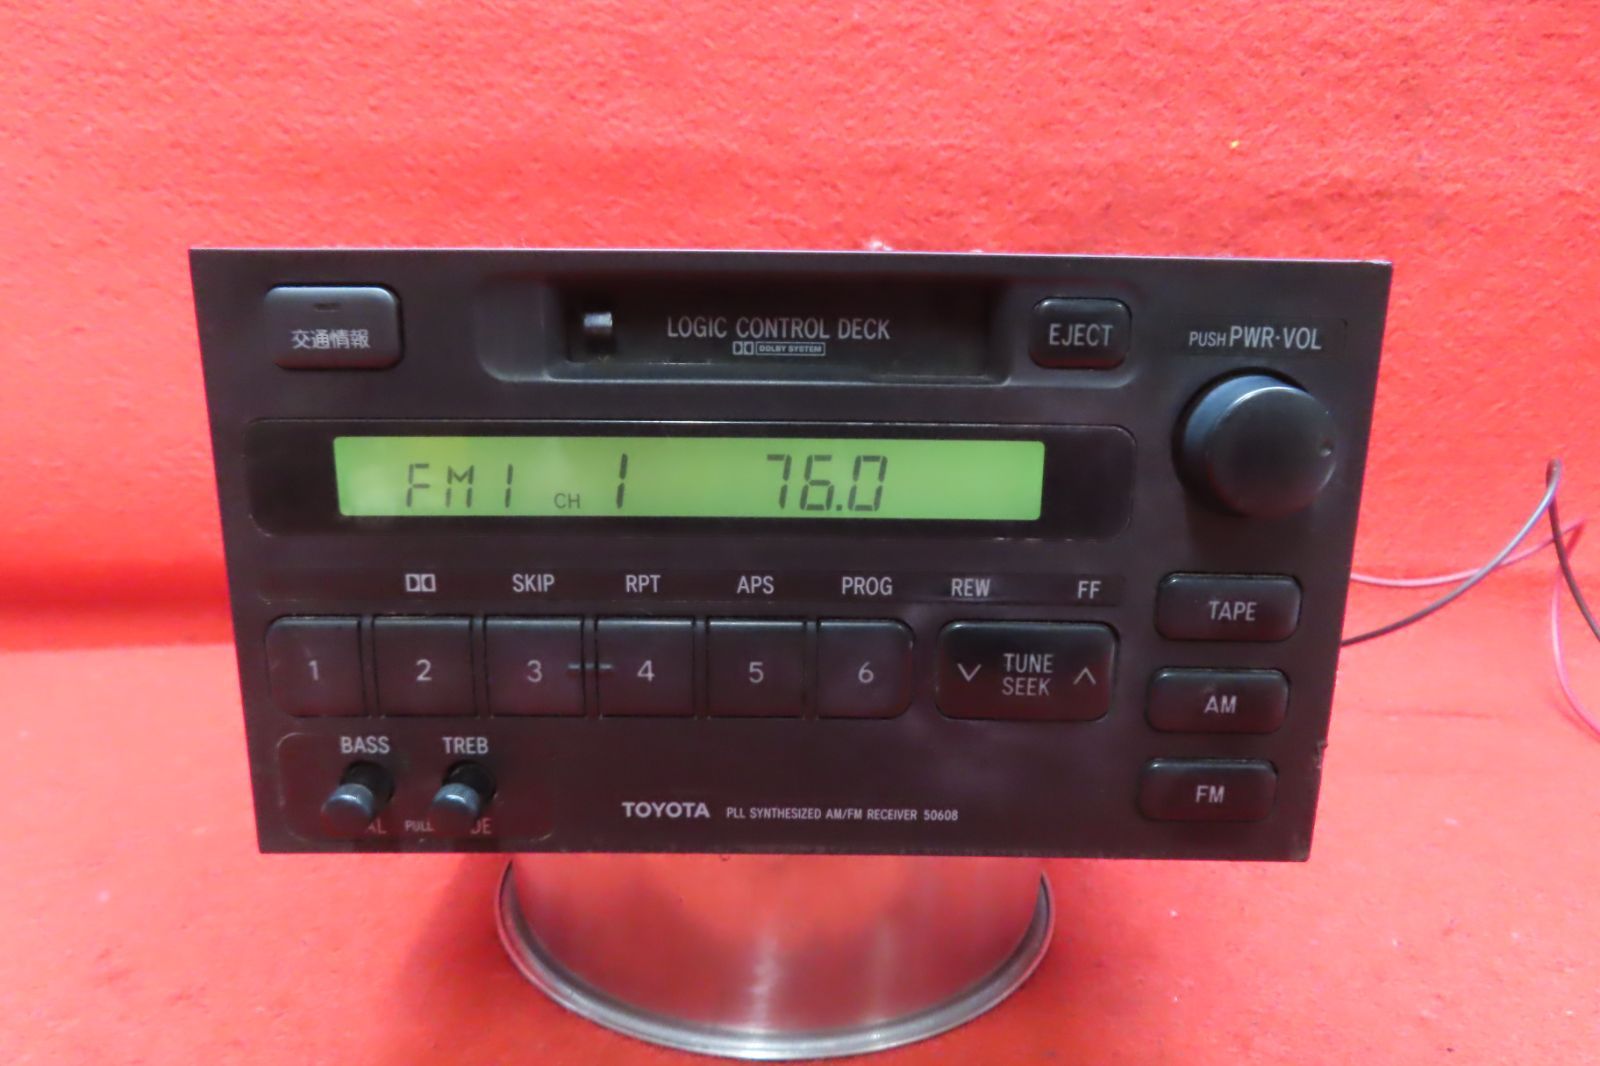 交通情報
LOGIC CONTROL DECK
DOLBY SYSTEM
EJECT
PUSH PWR·VOL
FM1 CH 1 76.0
SKIP RPT APS PROG REW FF
1 2 3 4 5 6
TUNE
SEEK
TAPE
AM
FM
BASS TREB
PULL
TOYOTA PLL SYNTHESIZED AM/FM RECEIVER 50608